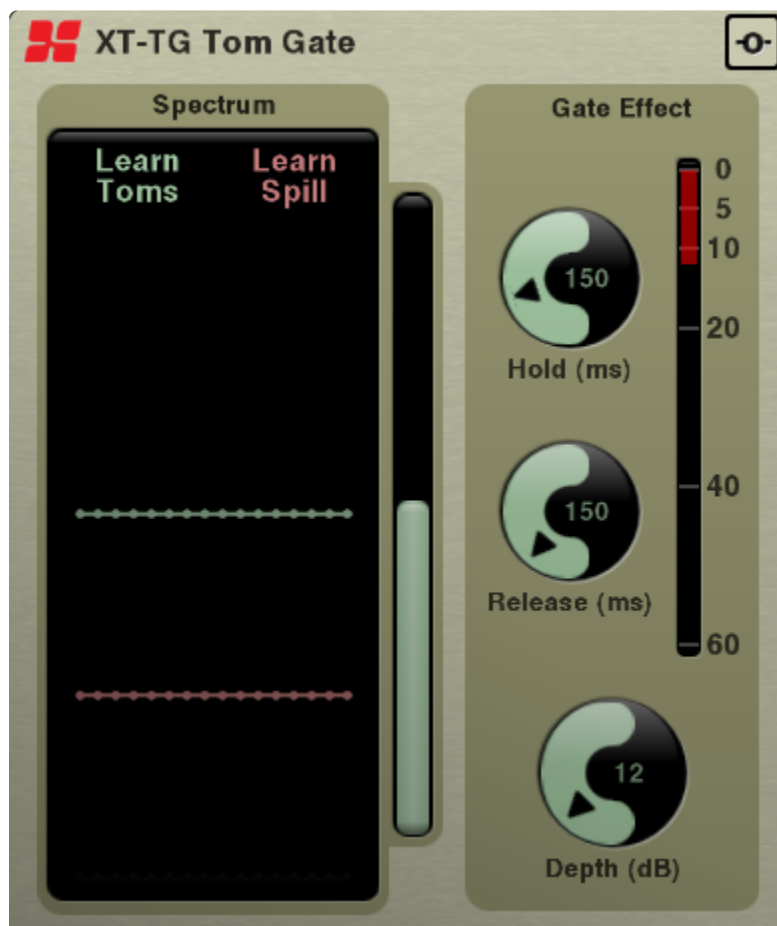 XT-TG Tom Gate
-O-
Spectrum
Learn
Toms
Learn
Spill
Gate Effect
0
5
10
20
40
60
150
Hold (ms)
150
Release (ms)
12
Depth (dB)